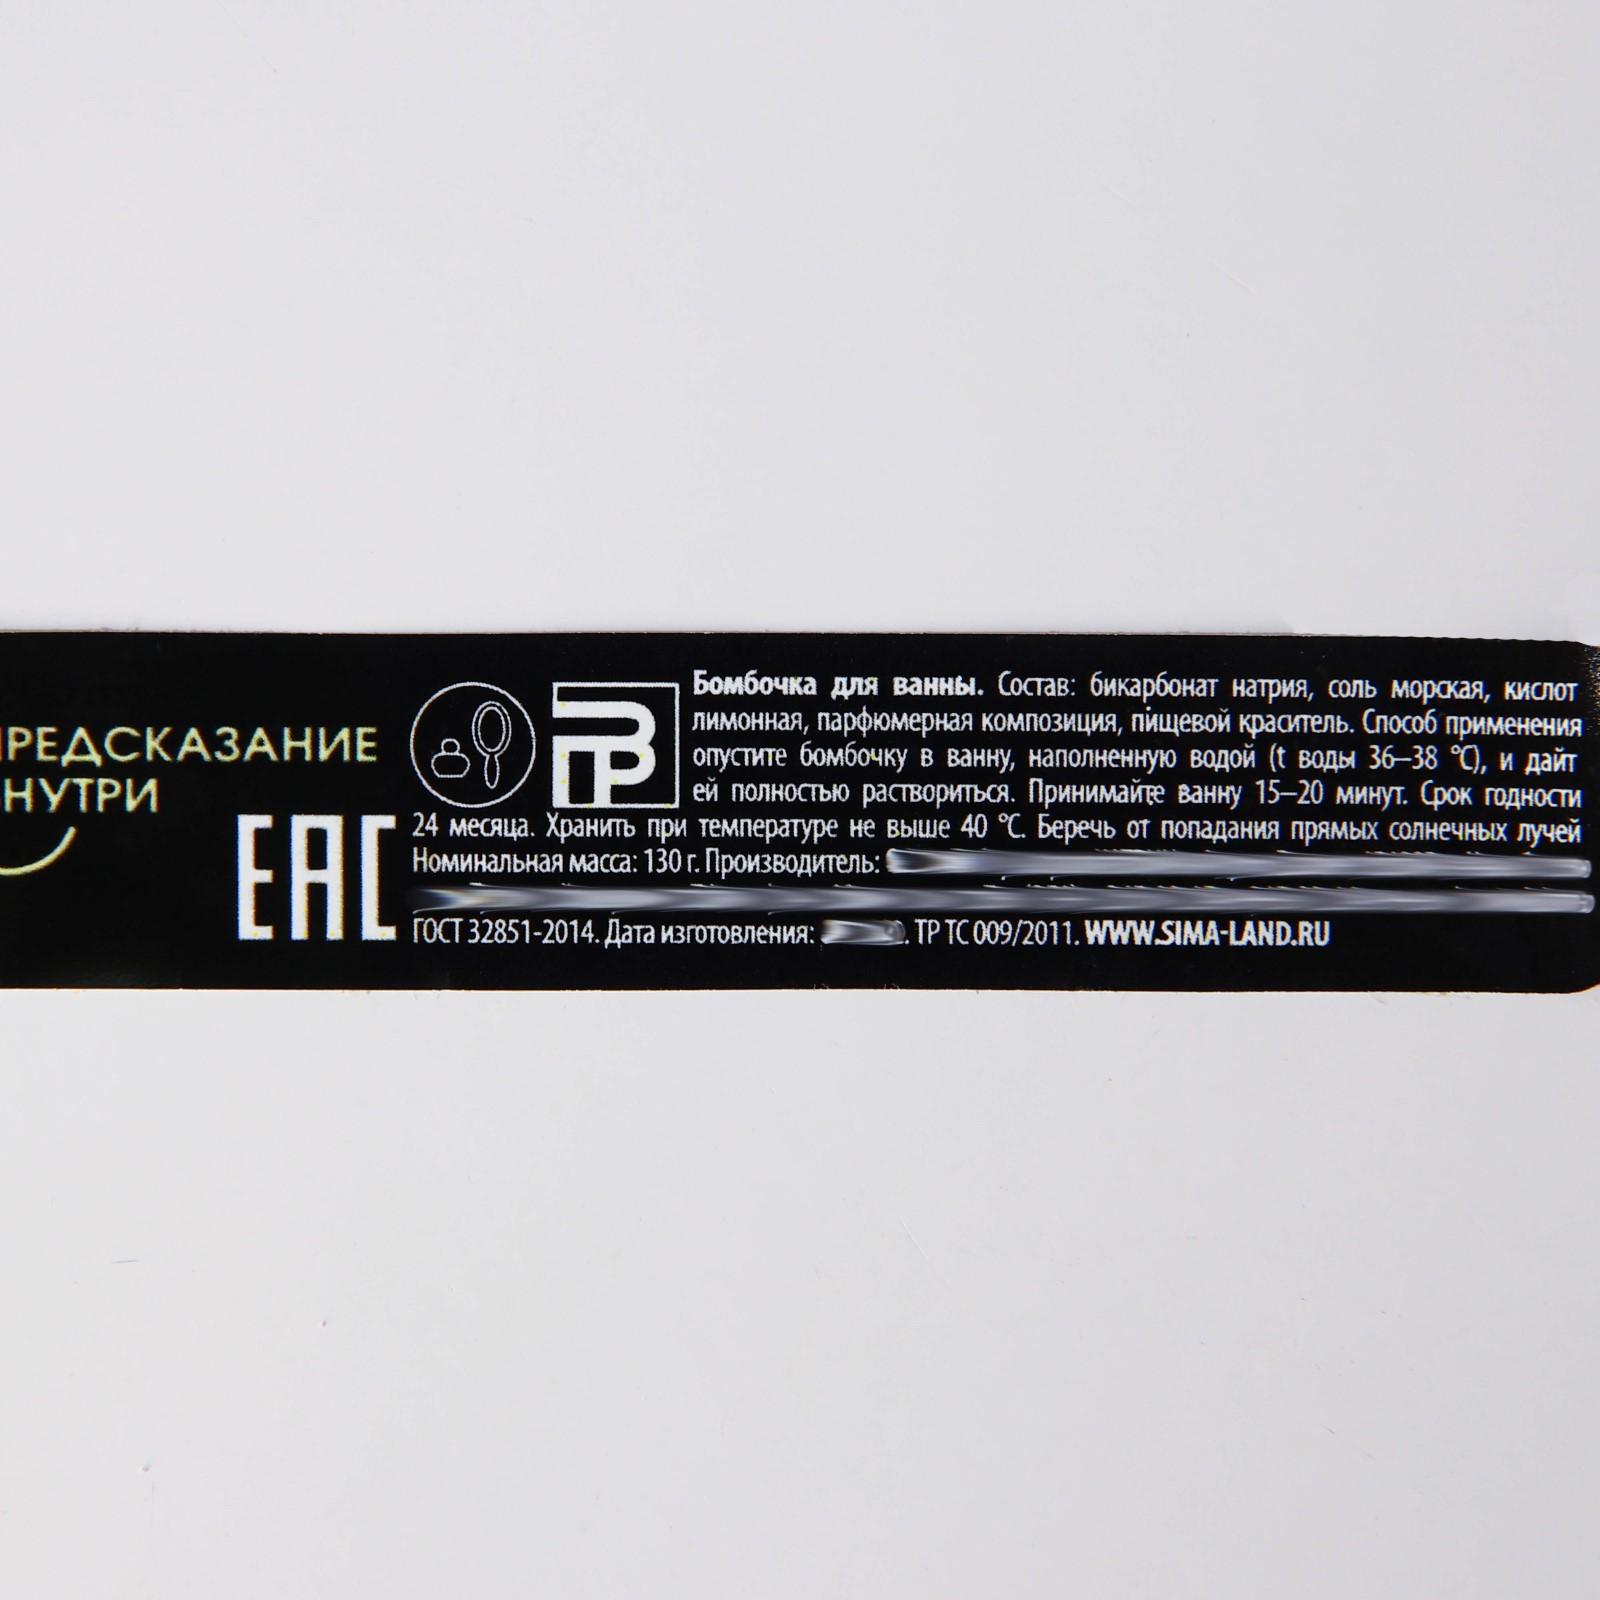 РЕДСКАЗАНИЕ
НУТРИ
ЕАС
Бомбочка для ванны. Состав: бикарбонат натрия, соль морская, кислот
лимонная, парфюмерная композиция, пищевой краситель. Способ применения
опустите бомбочку в ванну, наполненную водой (t воды 36–38 °C), и дайт
ей полностью раствориться. Принимайте ванну 15–20 минут. Срок годности
24 месяца. Хранить при температуре не выше 40 °C. Беречь от попадания прямых солнечных лучей
Номинальная масса: 130 г. Производитель:
ГОСТ 32851-2014. Дата изготовления: . ТР ТС 009/2011. WWW.SIMA-LAND.RU